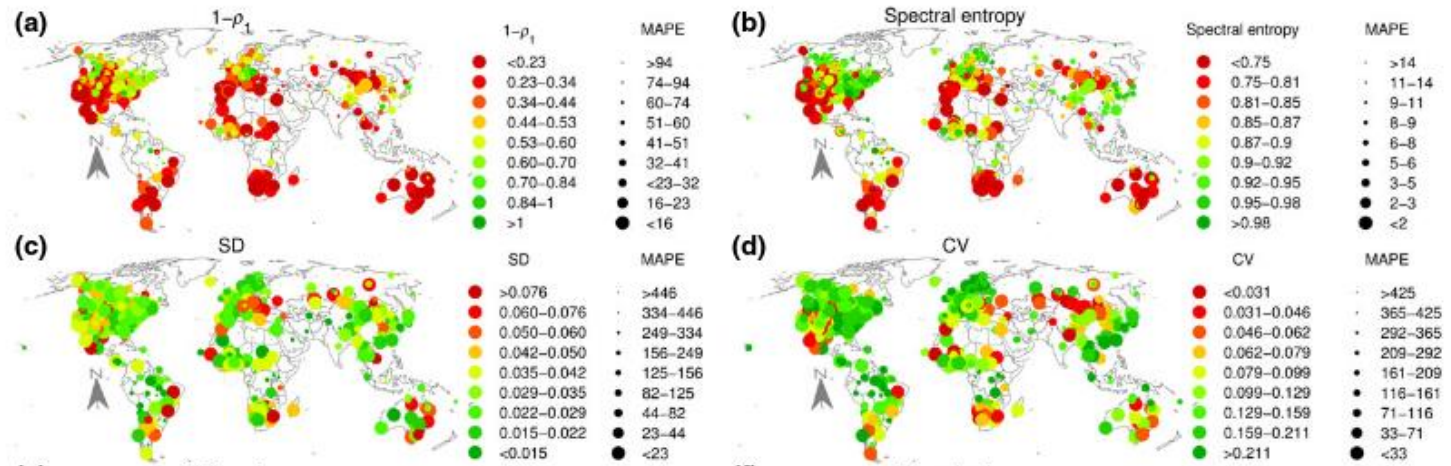 (a)
1−ρ1
1−ρ1 MAPE
<0.23 >94
0.23−0.34 74−94
0.34−0.44 60−74
0.44−0.53 51−60
0.53−0.60 41−51
0.60−0.70 32−41
0.70−0.84 <23−32
0.84−1 16−23
>1 <16
N
(b)
Spectral entropy
Spectral entropy MAPE
<0.75 >14
0.75−0.81 11−14
0.81−0.85 9−11
0.85−0.87 8−9
0.87−0.9 6−8
0.9−0.92 5−6
0.92−0.95 3−5
0.95−0.98 2−3
>0.98 <2
N
(c)
SD
SD MAPE
>0.076 >446
0.060−0.076 334−446
0.050−0.060 249−334
0.042−0.050 156−249
0.035−0.042 125−156
0.029−0.035 82−125
0.022−0.029 44−82
0.015−0.022 23−44
<0.015 <23
N
(d)
CV
CV MAPE
<0.031 >425
0.031−0.046 365−425
0.046−0.062 292−365
0.062−0.079 209−292
0.079−0.099 161−209
0.099−0.129 116−161
0.129−0.159 71−116
0.159−0.211 33−71
>0.211 <33
N